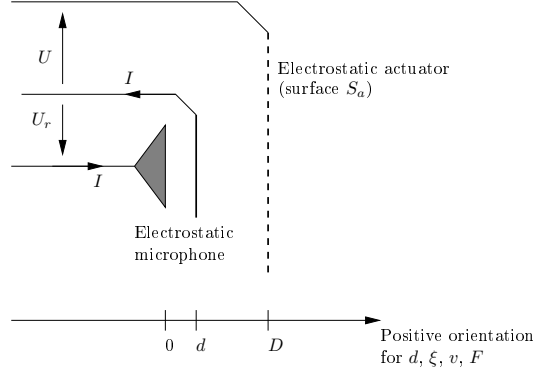 U
I
Electrostatic actuator
(surface S_a)
U_r
I
Electrostatic
microphone
0
d
D
Positive orientation
for d, ξ, v, F